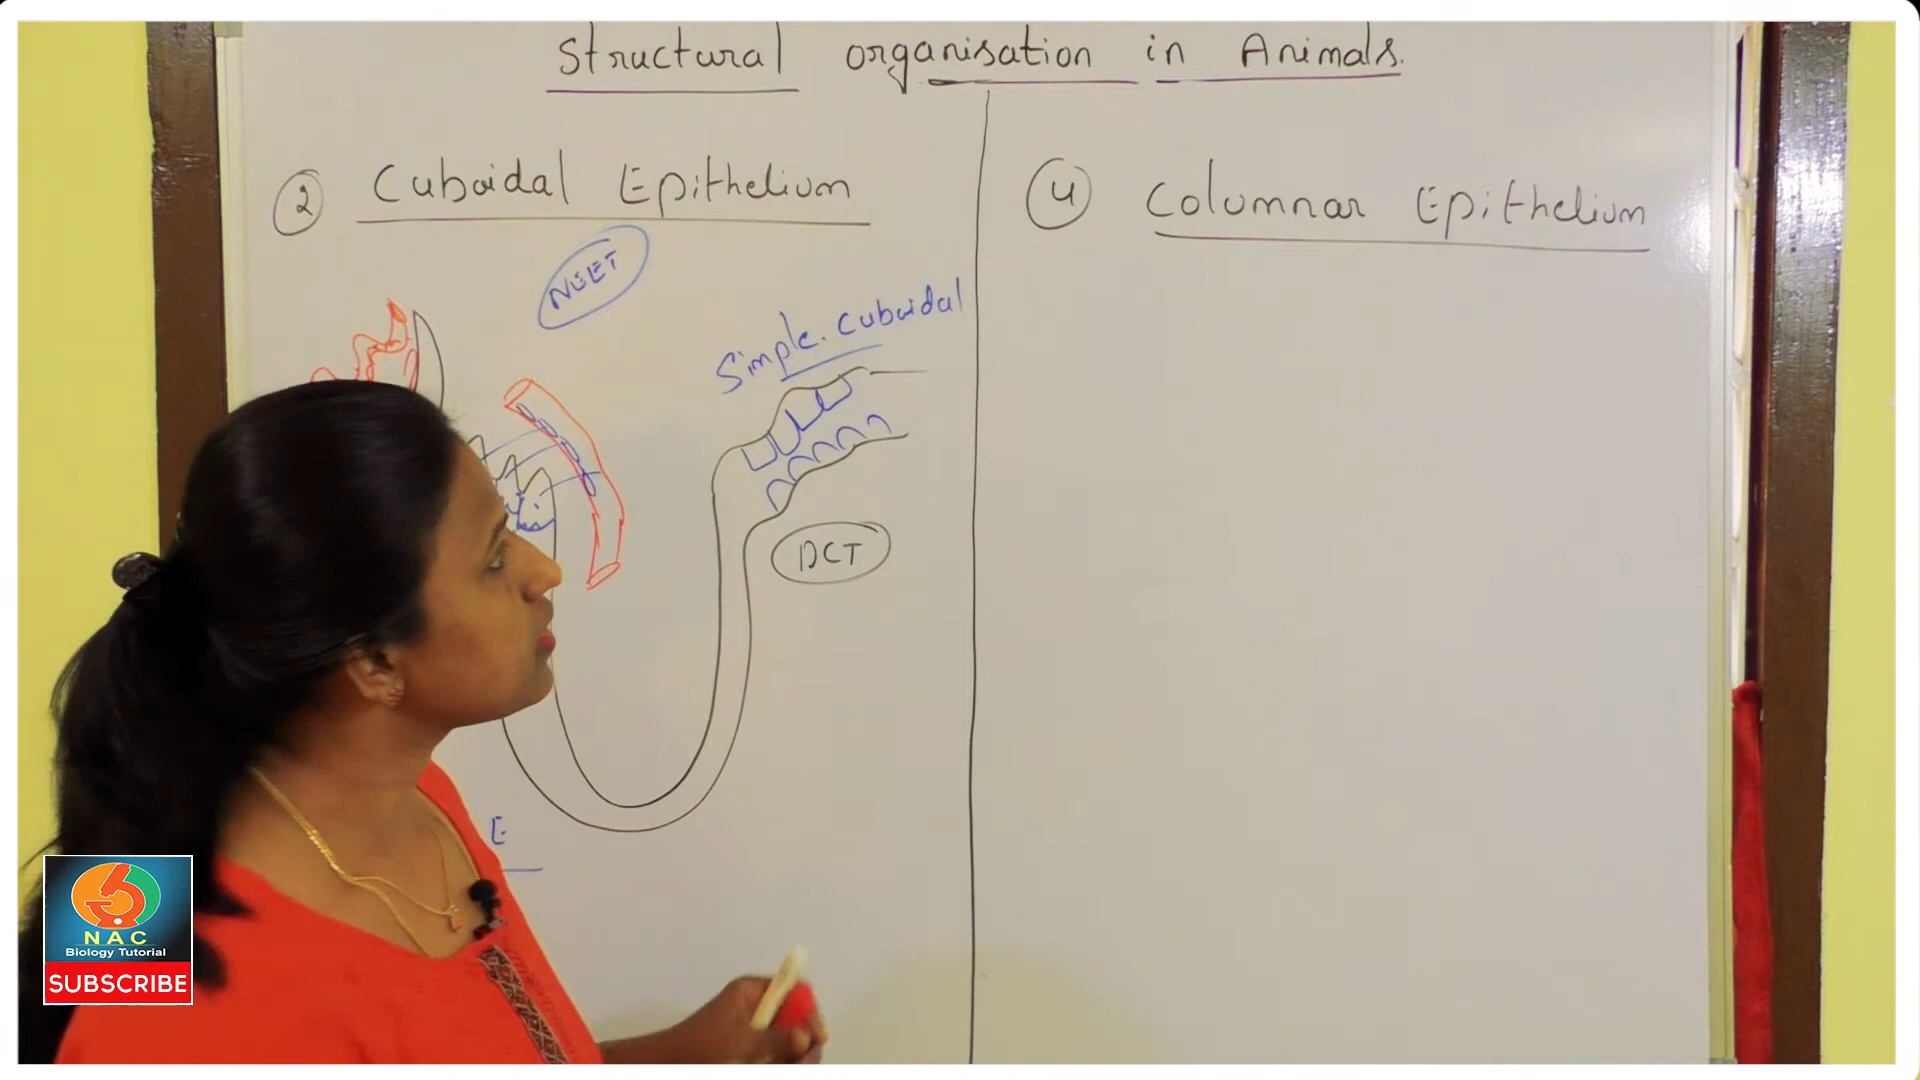 Structural organisation in Animals.
2 Cuboidal Epithelium
NEET
Simple. Cuboidal
DCT
E
4 Columnar Epithelium
NAC
Biology Tutorial
SUBSCRIBE